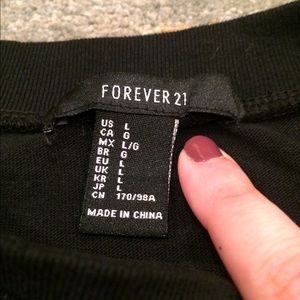 FOREVER 21
US L
CA G
MX L/G
BR G
EU L
UK L
KR L
JP L
CN 170/98A
MADE IN CHINA